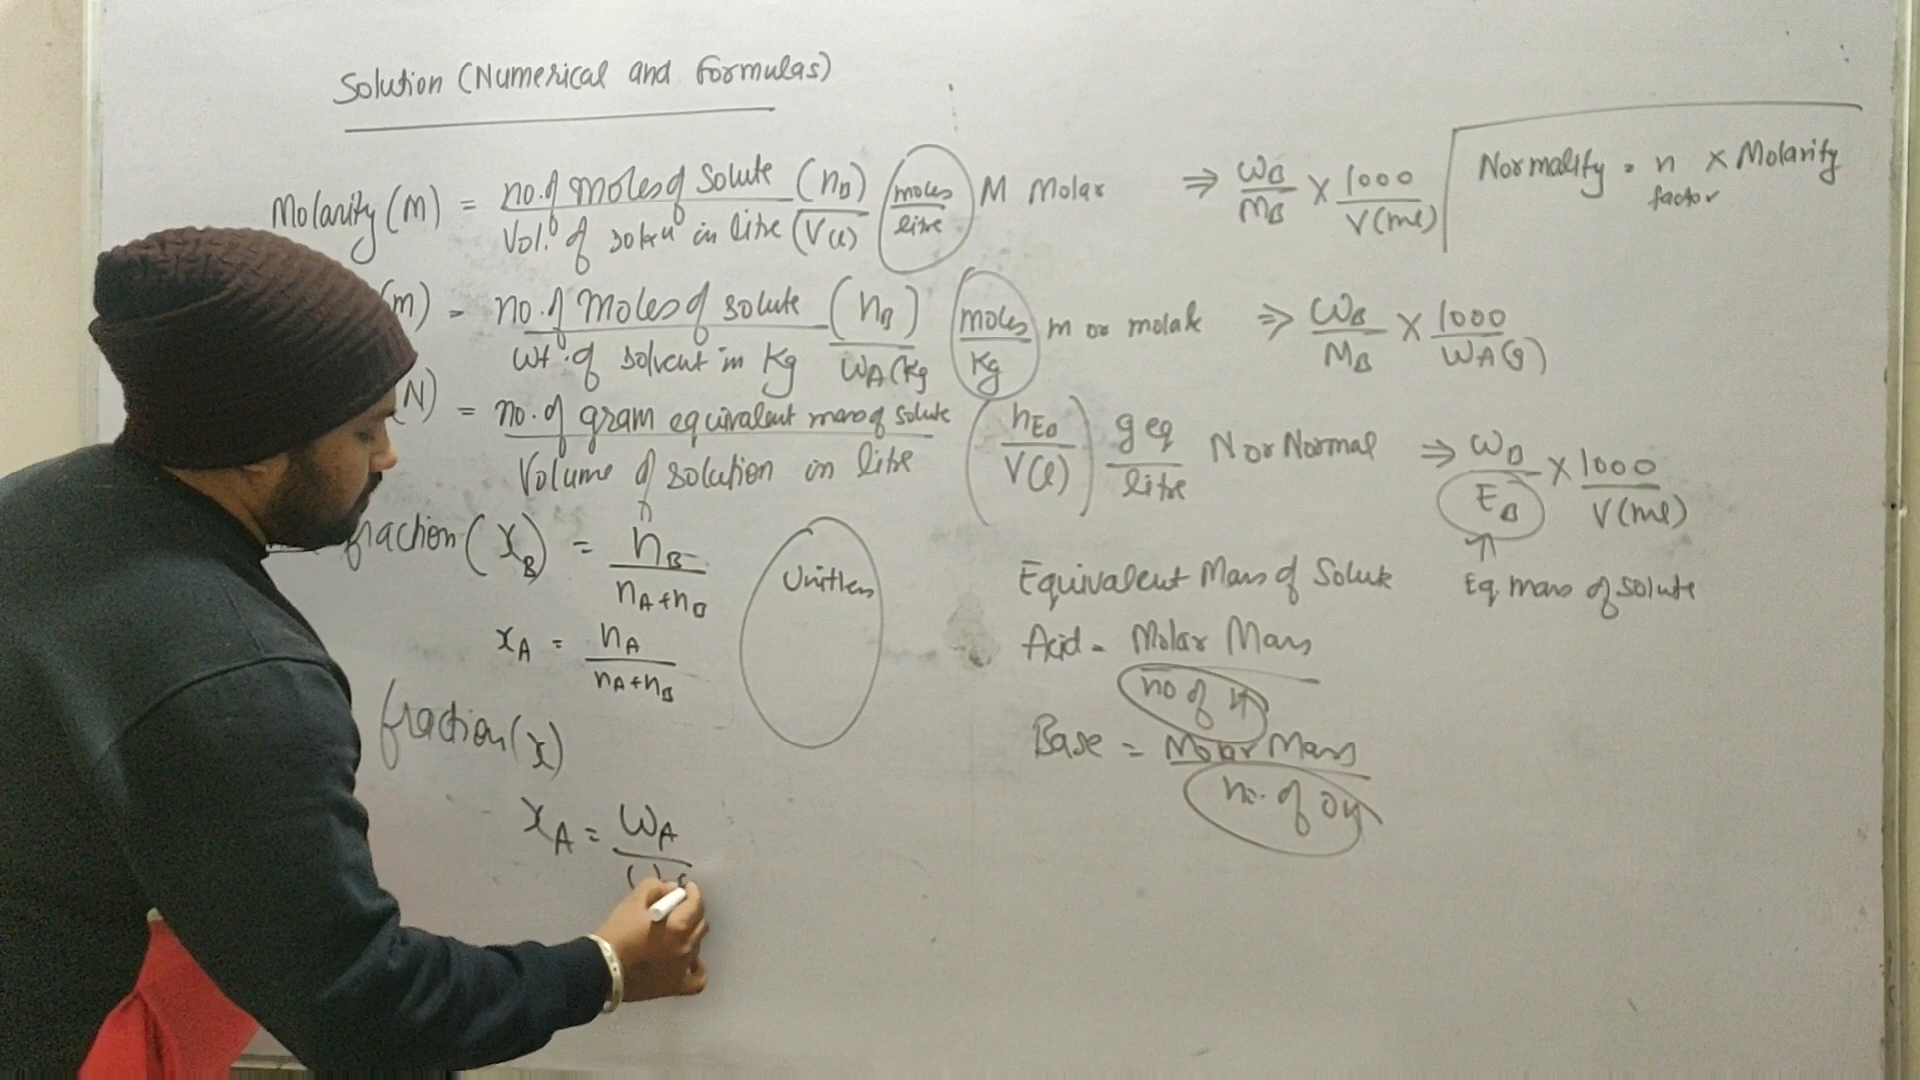 Solution (Numerical and Formulas)
Molarity (M) = no. of moles of solute (nB) moles M Molar ⇒ WB × 1000
Vol. of solun in litre (V(l) litre MB V(ml)
Normality = n × Molarity
factor
(m) = no. of moles of solute (nB) moles m or molal ⇒ WB × 1000
wt. of solvent in Kg WA(Kg Kg MB WA(g)
(N) = no. of gram equivalent mass of solute (nEB) g eq N or Normal ⇒ WB × 1000
Volume of solution in litre V(l) litre EB V(ml)
Eq. mass of solute
fraction (xB) = nB
nA+nB
Unitless
xA = nA
nA+nB
Equivalent Mass of Solute
Acid = Molar Mass
no of H
Base = Molar Mass
no. of OH
fraction (x)
xA = WA